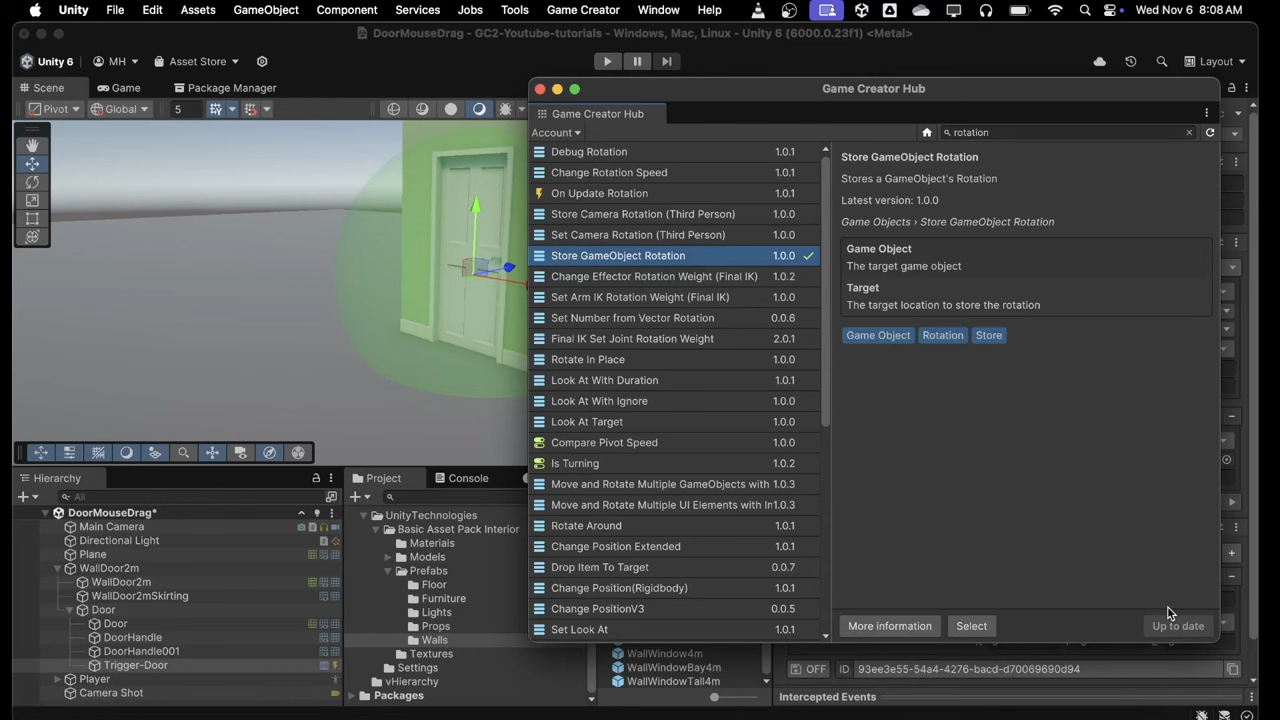 Unity File Edit Assets GameObject Component Services Jobs Tools Game Creator Window Help Wed Nov 6 8:08 AM
DoorMouseDrag - GC2-Youtube-tutorials - Windows, Mac, Linux - Unity 6 (6000.0.23f1) <Metal>
Unity 6 MH Asset Store Layout
Scene Game Package Manager
Pivot Global 5
Game Creator Hub
Game Creator Hub
Account rotation
Debug Rotation 1.0.1
Change Rotation Speed 1.0.1
On Update Rotation 1.0.1
Store Camera Rotation (Third Person) 1.0.0
Set Camera Rotation (Third Person) 1.0.0
Store GameObject Rotation 1.0.0
Change Effector Rotation Weight (Final IK) 1.0.2
Set Arm IK Rotation Weight (Final IK) 1.0.0
Set Number from Vector Rotation 0.0.6
Final IK Set Joint Rotation Weight 2.0.1
Rotate In Place 1.0.0
Look At With Duration 1.0.1
Look At With Ignore 1.0.0
Look At Target 1.0.0
Compare Pivot Speed 1.0.0
Is Turning 1.0.2
Move and Rotate Multiple GameObjects with 1.0.3
Move and Rotate Multiple UI Elements with In 1.0.3
Rotate Around 1.0.1
Change Position Extended 1.0.1
Drop Item To Target 0.0.7
Change Position(Rigidbody) 1.0.1
Change PositionV3 0.0.5
Set Look At 1.0.1
Store GameObject Rotation
Stores a GameObject's Rotation
Latest version: 1.0.0
Game Objects › Store GameObject Rotation
Game Object
The target game object
Target
The target location to store the rotation
Game Object Rotation Store
More information Select Up to date
Hierarchy
All
DoorMouseDrag*
Main Camera
Directional Light
Plane
WallDoor2m
WallDoor2m
WallDoor2mSkirting
Door
Door
DoorHandle
DoorHandle001
Trigger-Door
Player
Camera Shot
Project Console
UnityTechnologies
Basic Asset Pack Interior
Materials
Models
Prefabs
Floor
Furniture
Lights
Props
Walls
Textures
Settings
vHierarchy
Packages
WallWindow4m
WallWindowBay4m
WallWindowTall4m
OFF ID 93ee3e55-54a4-4276-bacd-d70069690d94
Intercepted Events